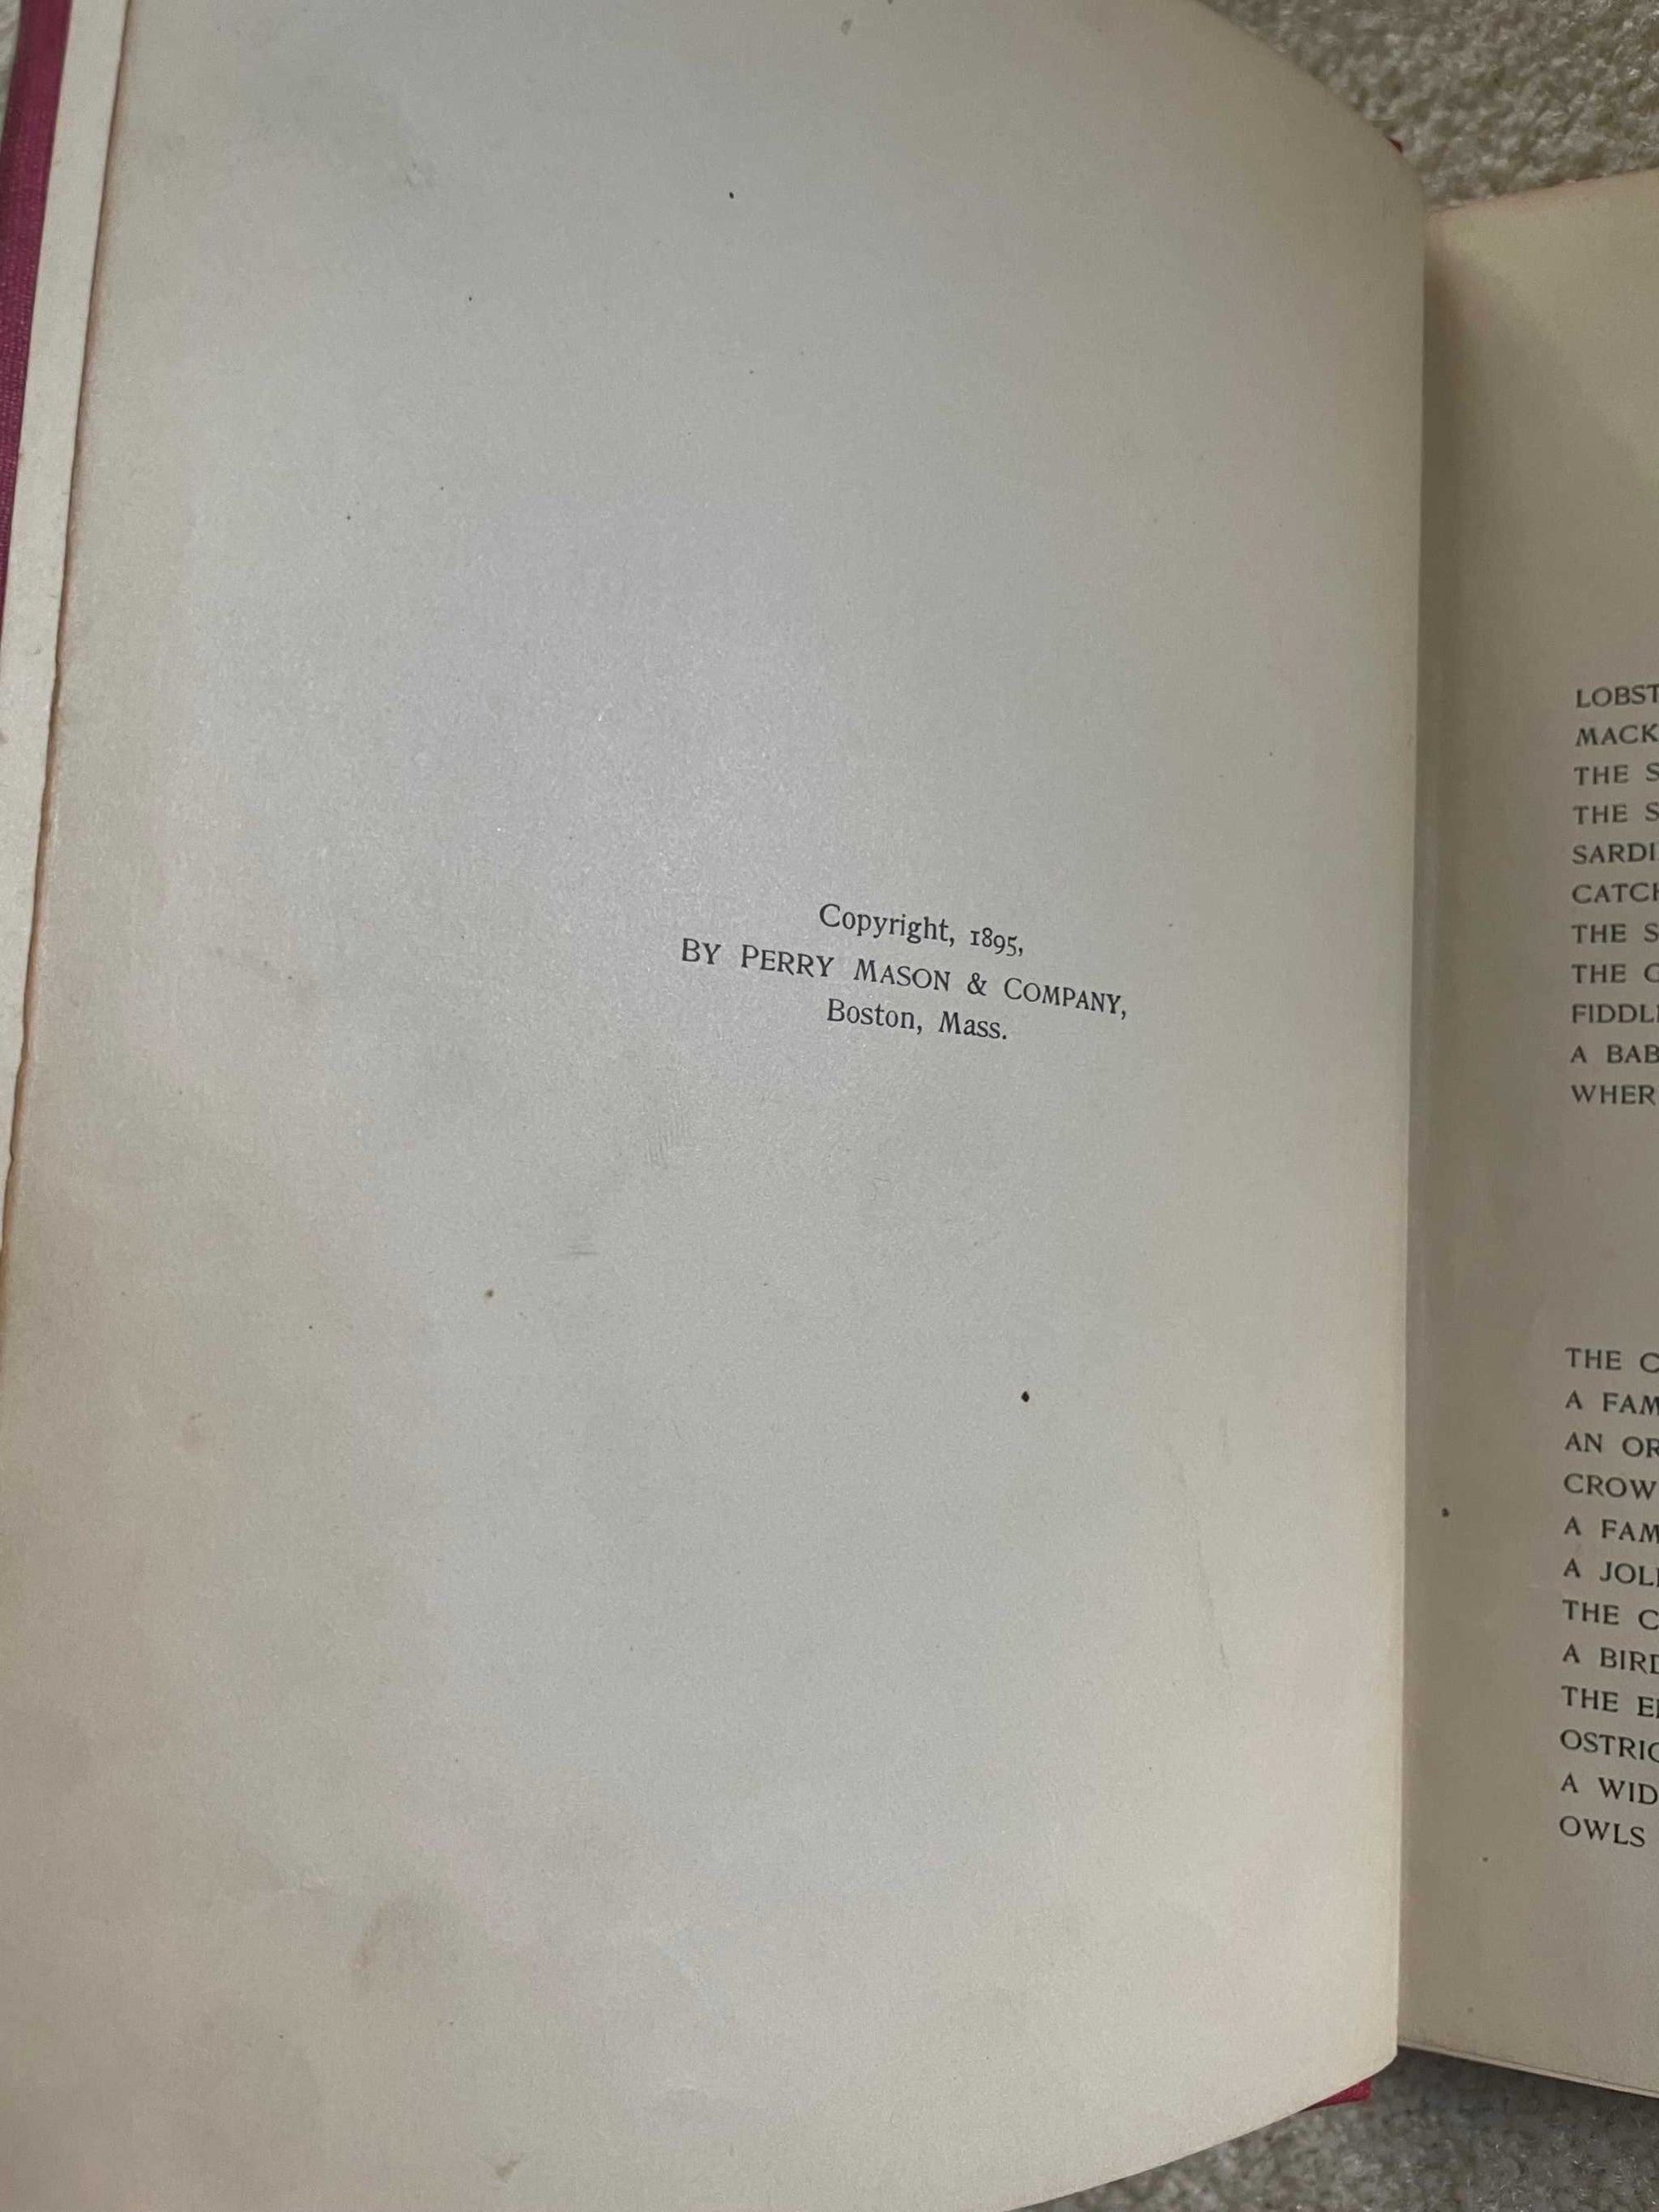 Copyright, 1895,
BY PERRY MASON & COMPANY,
Boston, Mass.
LOBST
MACK
THE S
THE S
SARDI
CATCH
THE S
THE
FIDDL
A BAB
WHER
THE
A FAM
AN OR
CROW
A FAM
A JOL
THE
A BIRD
THE
OSTRIC
A WID
OWLS